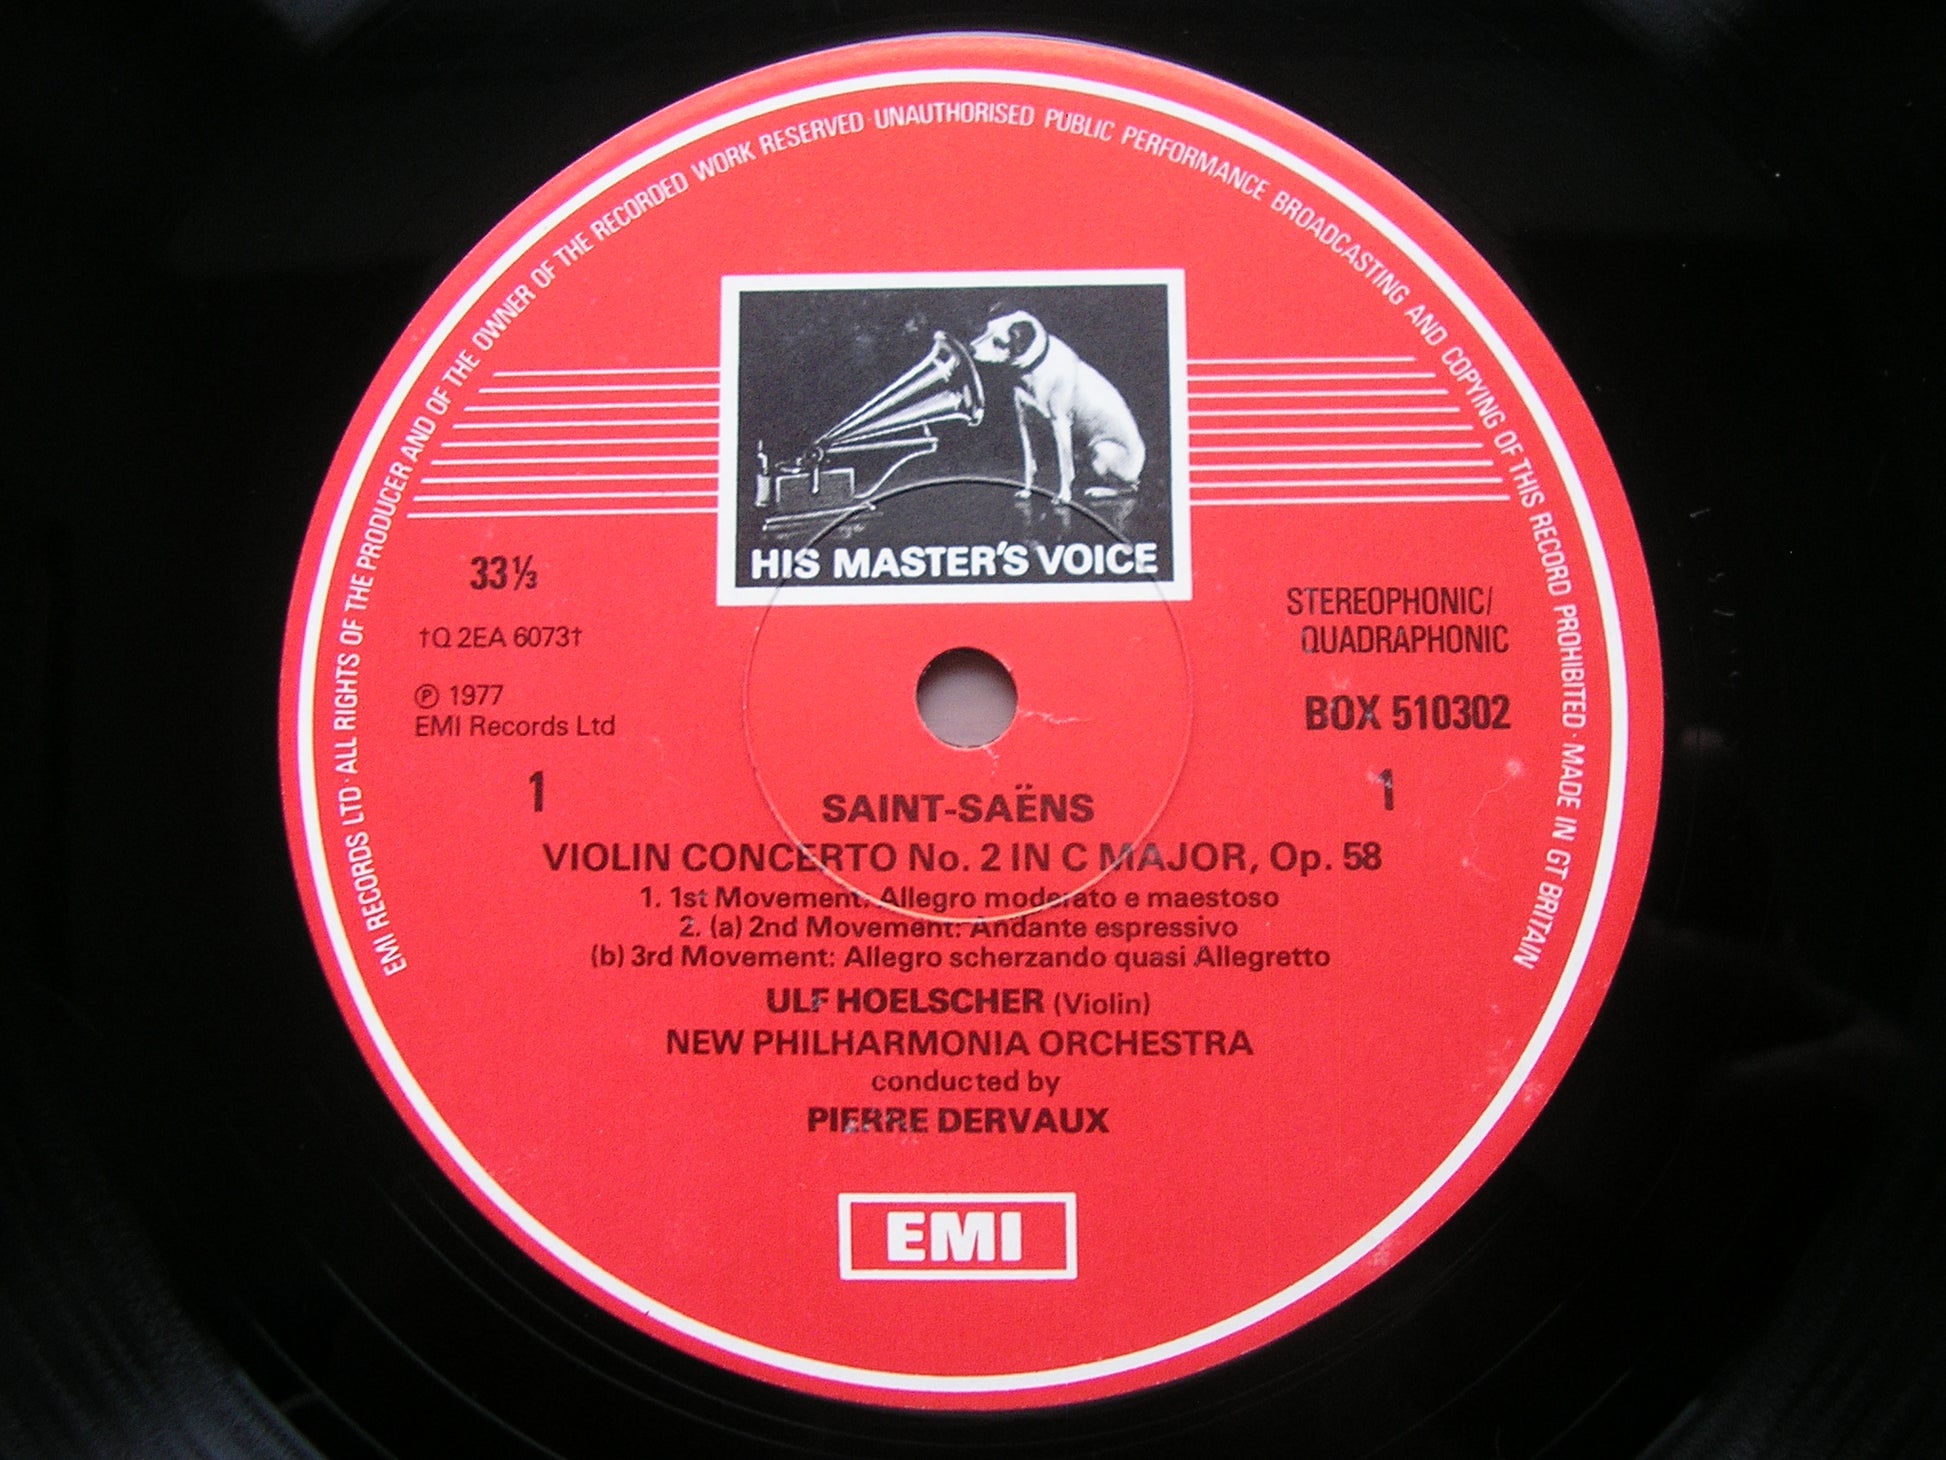 EMI RECORDS LTD · ALL RIGHTS OF THE PRODUCER AND OF THE OWNER OF THE RECORDED WORK RESERVED · UNAUTHORISED PUBLIC PERFORMANCE BROADCASTING AND COPYING OF THIS RECORD PROHIBITED · MADE IN GT BRITAIN
HIS MASTER'S VOICE
33⅓
†Q 2EA 6073†
℗ 1977
EMI Records Ltd
1
STEREOPHONIC/
QUADRAPHONIC
BOX 510302
1
SAINT-SAËNS
VIOLIN CONCERTO No. 2 IN C MAJOR, Op. 58
1. 1st Movement: Allegro moderato e maestoso
2. (a) 2nd Movement: Andante espressivo
(b) 3rd Movement: Allegro scherzando quasi Allegretto
ULF HOELSCHER (Violin)
NEW PHILHARMONIA ORCHESTRA
conducted by
PIERRE DERVAUX
EMI